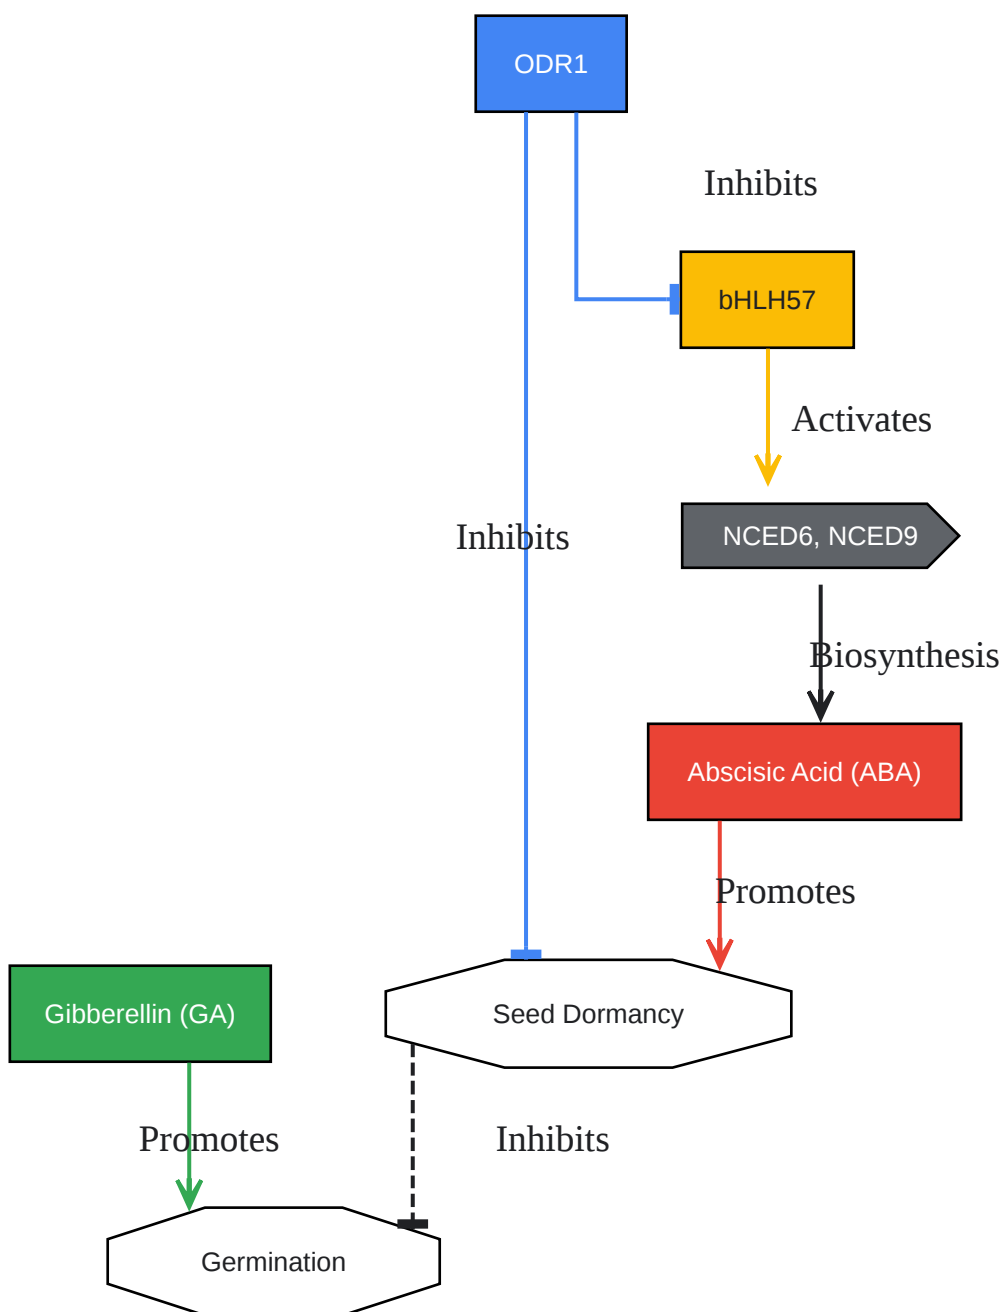 ODR1
Inhibits
bHLH57
Activates
Inhibits
NCED6, NCED9
Biosynthesis
Abscisic Acid (ABA)
Promotes
Gibberellin (GA)
Seed Dormancy
Promotes
Inhibits
Germination